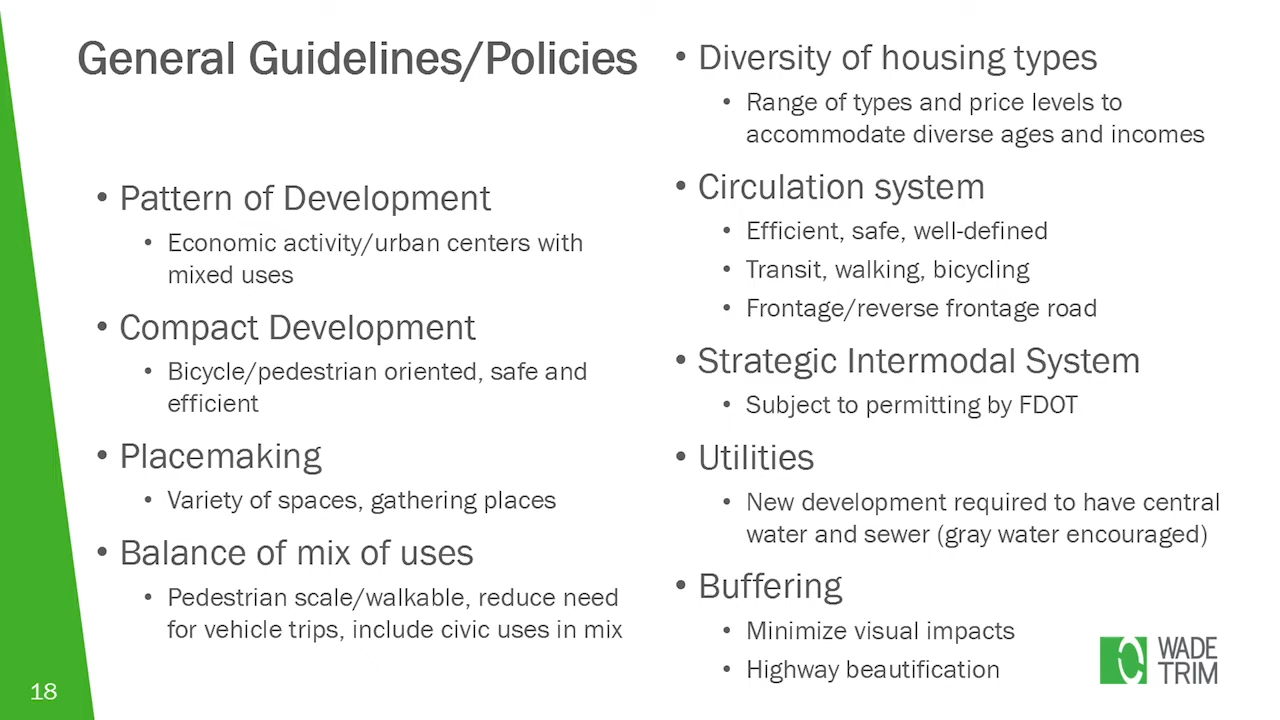 General Guidelines/Policies
• Pattern of Development
• Economic activity/urban centers with
mixed uses
• Compact Development
• Bicycle/pedestrian oriented, safe and
efficient
• Placemaking
• Variety of spaces, gathering places
• Balance of mix of uses
• Pedestrian scale/walkable, reduce need
for vehicle trips, include civic uses in mix
• Diversity of housing types
• Range of types and price levels to
accommodate diverse ages and incomes
• Circulation system
• Efficient, safe, well-defined
• Transit, walking, bicycling
• Frontage/reverse frontage road
• Strategic Intermodal System
• Subject to permitting by FDOT
• Utilities
• New development required to have central
water and sewer (gray water encouraged)
• Buffering
• Minimize visual impacts
• Highway beautification
18
WADE
TRIM